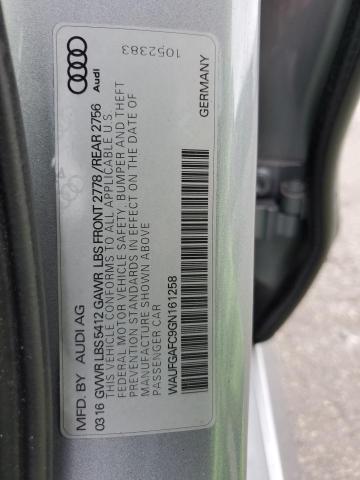 Audi
1052383
MFD. BY AUDI AG
03 16 GVWR LBS 5412 GAWR LBS FRONT 2778 / REAR 2756
THIS VEHICLE CONFORMS TO ALL APPLICABLE U S
FEDERAL MOTOR VEHICLE SAFETY, BUMPER AND THEFT
PREVENTION STANDARDS IN EFFECT ON THE DATE OF
MANUFACTURE SHOWN ABOVE
PASSENGER CAR
WAUFGAFC9GN161258
GERMANY